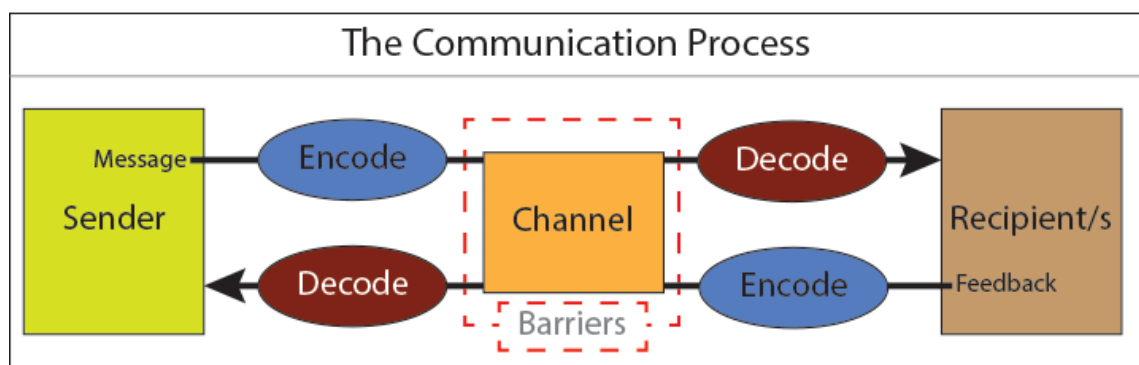 The Communication Process
Message
Encode
Decode
Sender
Channel
Recipient/s
Decode
Encode
Feedback
Barriers